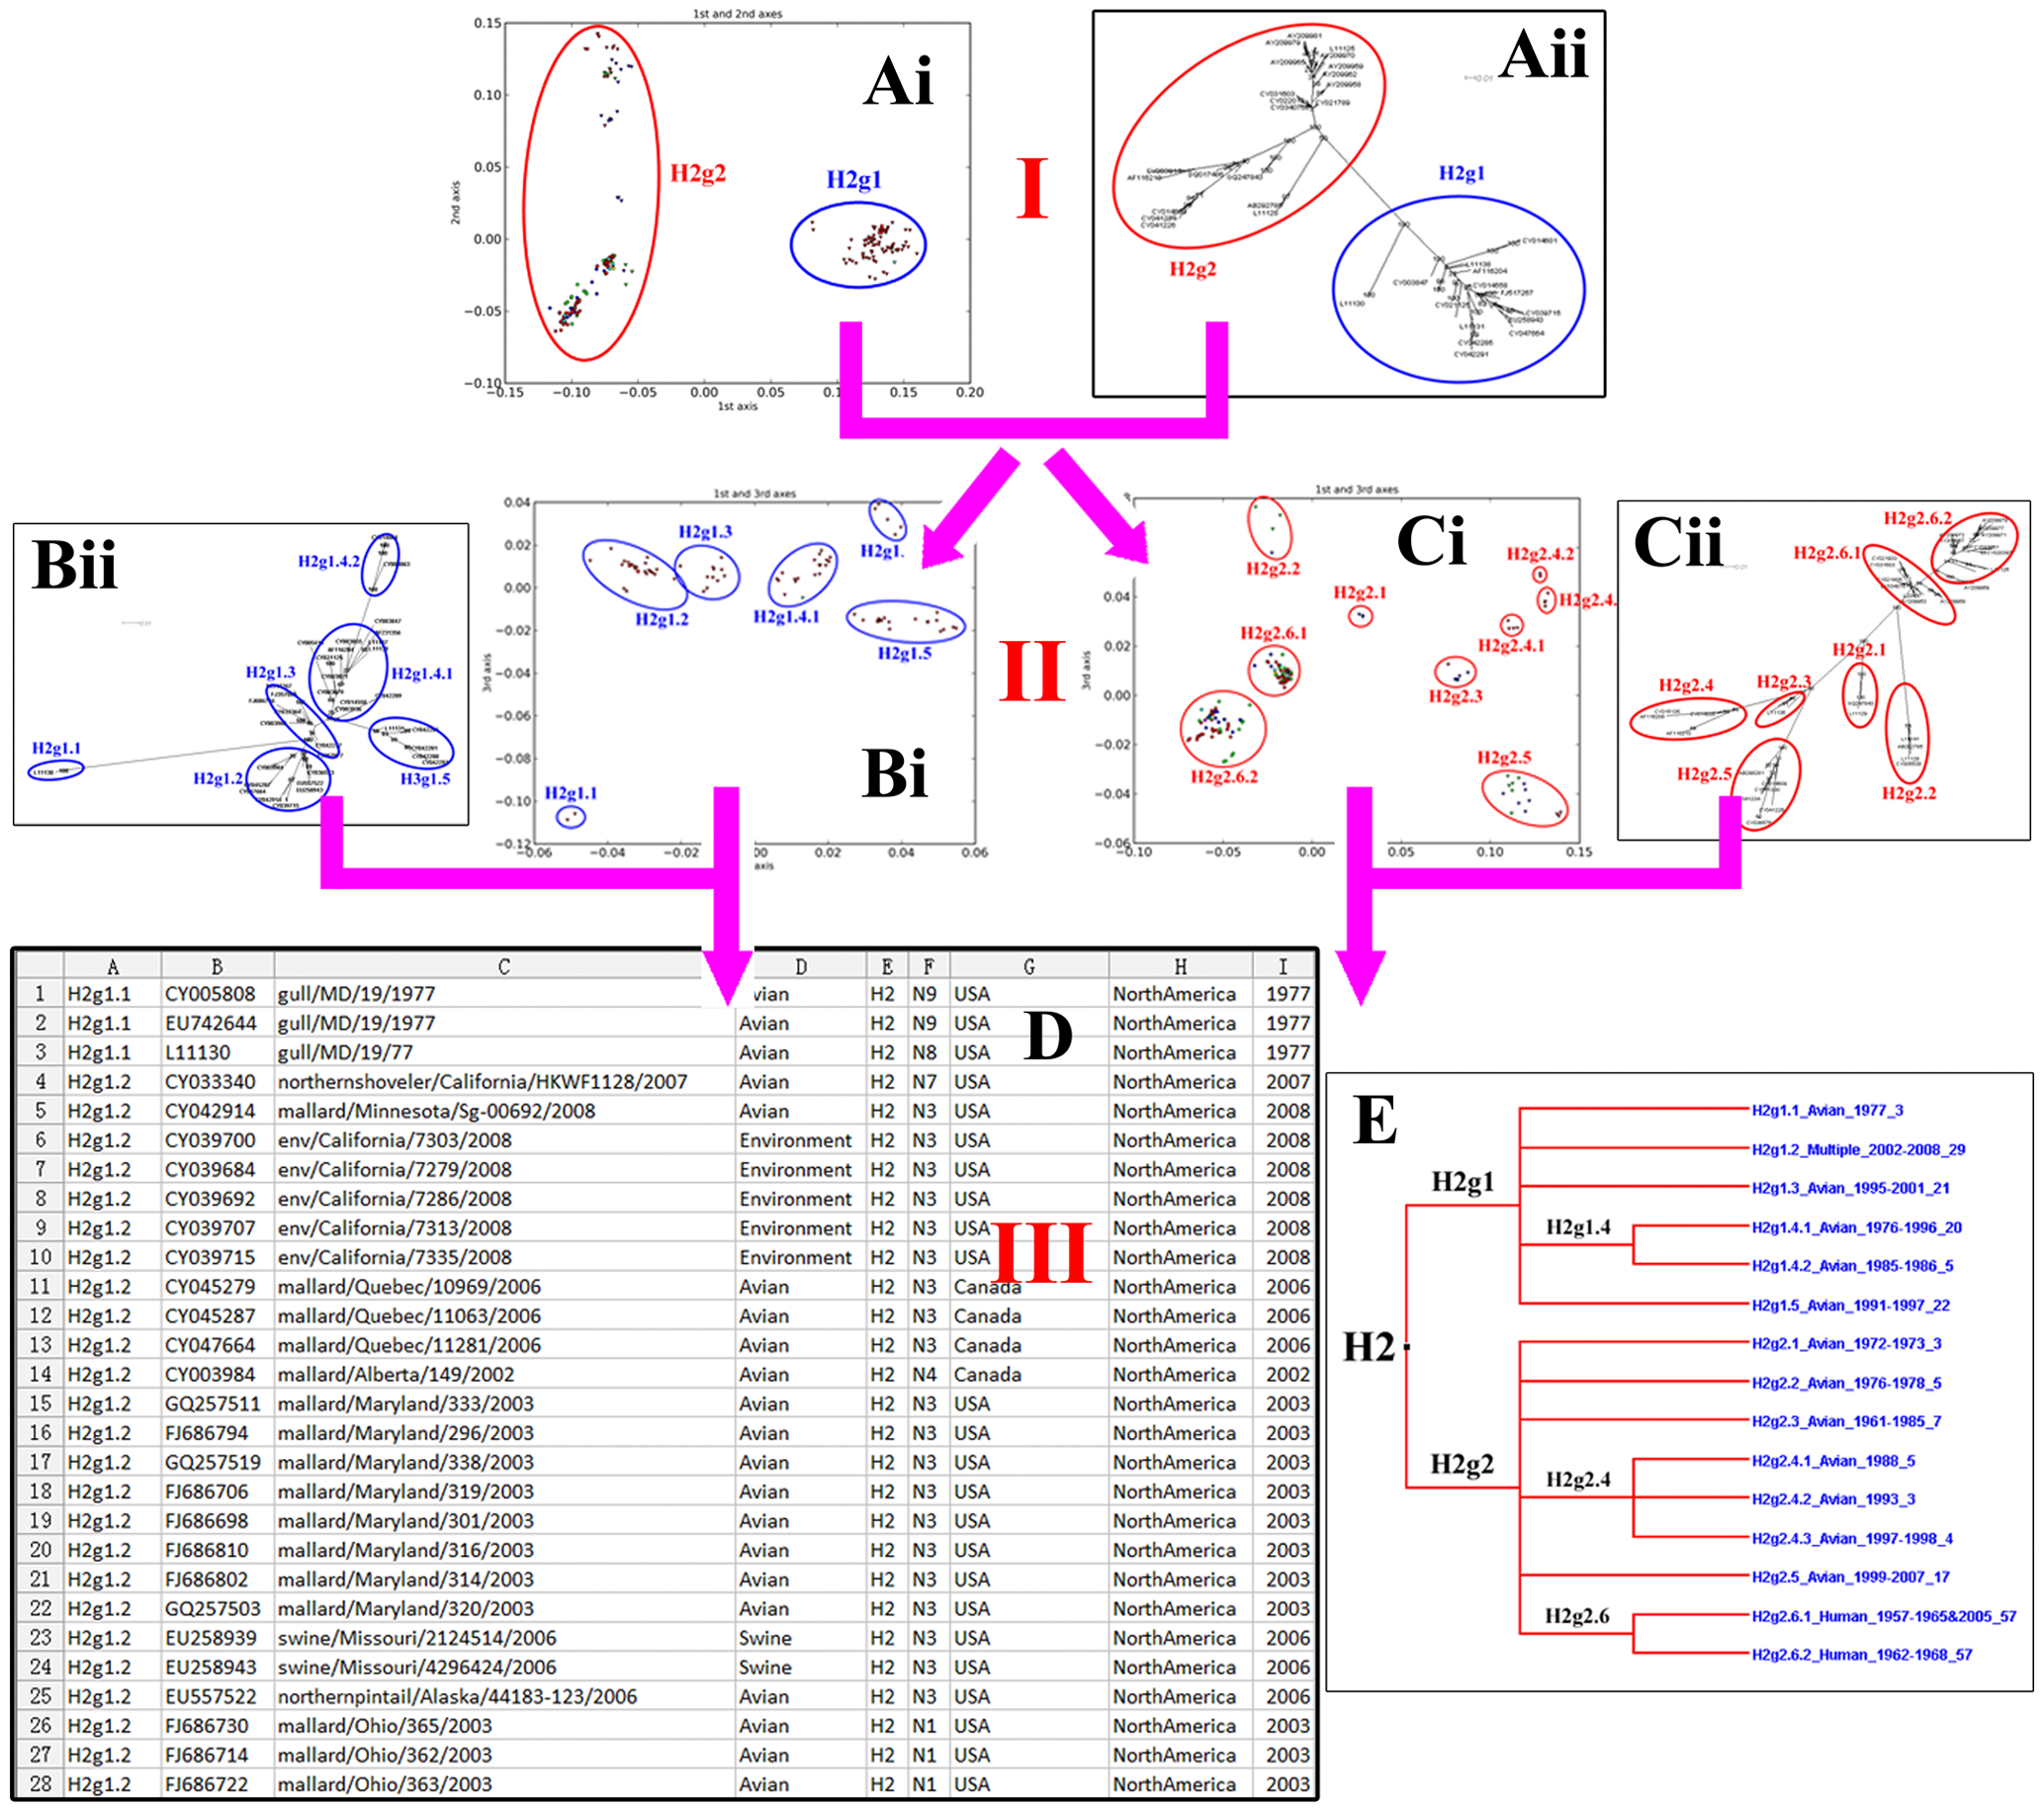 1st and 2nd axes
0.15
0.10
0.05
0.00
−0.05
−0.10
−0.15
−0.10
−0.05
0.00
0.05
0.10
0.15
0.20
1st axis
2nd axis
Ai
H2g2
H2g1
I
Aii
AY209961
AY209979
L11125
AY209970
AY209959
AY209962
AY209958
CY031603
CY021789
AF116210
GQ247843
L11128
CY041226
H2g2
H2g1
CY014601
L11138
AF116204
CY003847
L11130
CY014658
FJ517267
CY039715
EU258943
CY047664
CY042285
CY042291
Bii
H2g1.4.2
H2g1.3
H2g1.4.1
H2g1.1
L11130
H2g1.2
H3g1.5
1st and 3rd axes
0.04
0.02
0.00
−0.02
−0.04
−0.06
−0.08
−0.10
−0.12
−0.06
−0.04
−0.02
00
0.02
0.04
0.06
axis
3rd axis
H2g1.3
H2g1.
H2g1.2
H2g1.4.1
H2g1.5
H2g1.1
Bi
II
1st and 3rd axes
0.04
0.02
0.00
−0.02
−0.04
−0.06
−0.10
−0.05
0.00
0.05
0.10
0.15
3rd axis
Ci
H2g2.2
H2g2.1
H2g2.4.2
H2g2.4.
H2g2.4.1
H2g2.6.1
H2g2.3
H2g2.6.2
H2g2.5
Cii
H2g2.6.2
H2g2.6.1
H2g2.1
H2g2.4
H2g2.3
H2g2.5
H2g2.2
A B C D E F G H I
1 H2g1.1 CY005808 gull/MD/19/1977 vian H2 N9 USA NorthAmerica 1977
2 H2g1.1 EU742644 gull/MD/19/1977 Avian H2 N9 USA NorthAmerica 1977
3 H2g1.1 L11130 gull/MD/19/77 Avian H2 N8 USA NorthAmerica 1977
4 H2g1.2 CY033340 northernshoveler/California/HKWF1128/2007 Avian H2 N7 USA NorthAmerica 2007
5 H2g1.2 CY042914 mallard/Minnesota/Sg-00692/2008 Avian H2 N3 USA NorthAmerica 2008
6 H2g1.2 CY039700 env/California/7303/2008 Environment H2 N3 USA NorthAmerica 2008
7 H2g1.2 CY039684 env/California/7279/2008 Environment H2 N3 USA NorthAmerica 2008
8 H2g1.2 CY039692 env/California/7286/2008 Environment H2 N3 USA NorthAmerica 2008
9 H2g1.2 CY039707 env/California/7313/2008 Environment H2 N3 USA NorthAmerica 2008
10 H2g1.2 CY039715 env/California/7335/2008 Environment H2 N3 USA NorthAmerica 2008
11 H2g1.2 CY045279 mallard/Quebec/10969/2006 Avian H2 N3 Canada NorthAmerica 2006
12 H2g1.2 CY045287 mallard/Quebec/11063/2006 Avian H2 N3 Canada NorthAmerica 2006
13 H2g1.2 CY047664 mallard/Quebec/11281/2006 Avian H2 N3 Canada NorthAmerica 2006
14 H2g1.2 CY003984 mallard/Alberta/149/2002 Avian H2 N4 Canada NorthAmerica 2002
15 H2g1.2 GQ257511 mallard/Maryland/333/2003 Avian H2 N3 USA NorthAmerica 2003
16 H2g1.2 FJ686794 mallard/Maryland/296/2003 Avian H2 N3 USA NorthAmerica 2003
17 H2g1.2 GQ257519 mallard/Maryland/338/2003 Avian H2 N3 USA NorthAmerica 2003
18 H2g1.2 FJ686706 mallard/Maryland/319/2003 Avian H2 N3 USA NorthAmerica 2003
19 H2g1.2 FJ686698 mallard/Maryland/301/2003 Avian H2 N3 USA NorthAmerica 2003
20 H2g1.2 FJ686810 mallard/Maryland/316/2003 Avian H2 N3 USA NorthAmerica 2003
21 H2g1.2 FJ686802 mallard/Maryland/314/2003 Avian H2 N3 USA NorthAmerica 2003
22 H2g1.2 GQ257503 mallard/Maryland/320/2003 Avian H2 N3 USA NorthAmerica 2003
23 H2g1.2 EU258939 swine/Missouri/2124514/2006 Swine H2 N3 USA NorthAmerica 2006
24 H2g1.2 EU258943 swine/Missouri/4296424/2006 Swine H2 N3 USA NorthAmerica 2006
25 H2g1.2 EU557522 northernpintail/Alaska/44183-123/2006 Avian H2 N3 USA NorthAmerica 2006
26 H2g1.2 FJ686730 mallard/Ohio/365/2003 Avian H2 N1 USA NorthAmerica 2003
27 H2g1.2 FJ686714 mallard/Ohio/362/2003 Avian H2 N1 USA NorthAmerica 2003
28 H2g1.2 FJ686722 mallard/Ohio/363/2003 Avian H2 N1 USA NorthAmerica 2003
D
III
E
H2
H2g1
H2g1.4
H2g2
H2g2.4
H2g2.6
H2g1.1_Avian_1977_3
H2g1.2_Multiple_2002-2008_29
H2g1.3_Avian_1995-2001_21
H2g1.4.1_Avian_1976-1996_20
H2g1.4.2_Avian_1985-1986_5
H2g1.5_Avian_1991-1997_22
H2g2.1_Avian_1972-1973_3
H2g2.2_Avian_1976-1978_5
H2g2.3_Avian_1961-1985_7
H2g2.4.1_Avian_1988_5
H2g2.4.2_Avian_1993_3
H2g2.4.3_Avian_1997-1998_4
H2g2.5_Avian_1999-2007_17
H2g2.6.1_Human_1957-1965&2005_57
H2g2.6.2_Human_1962-1968_57